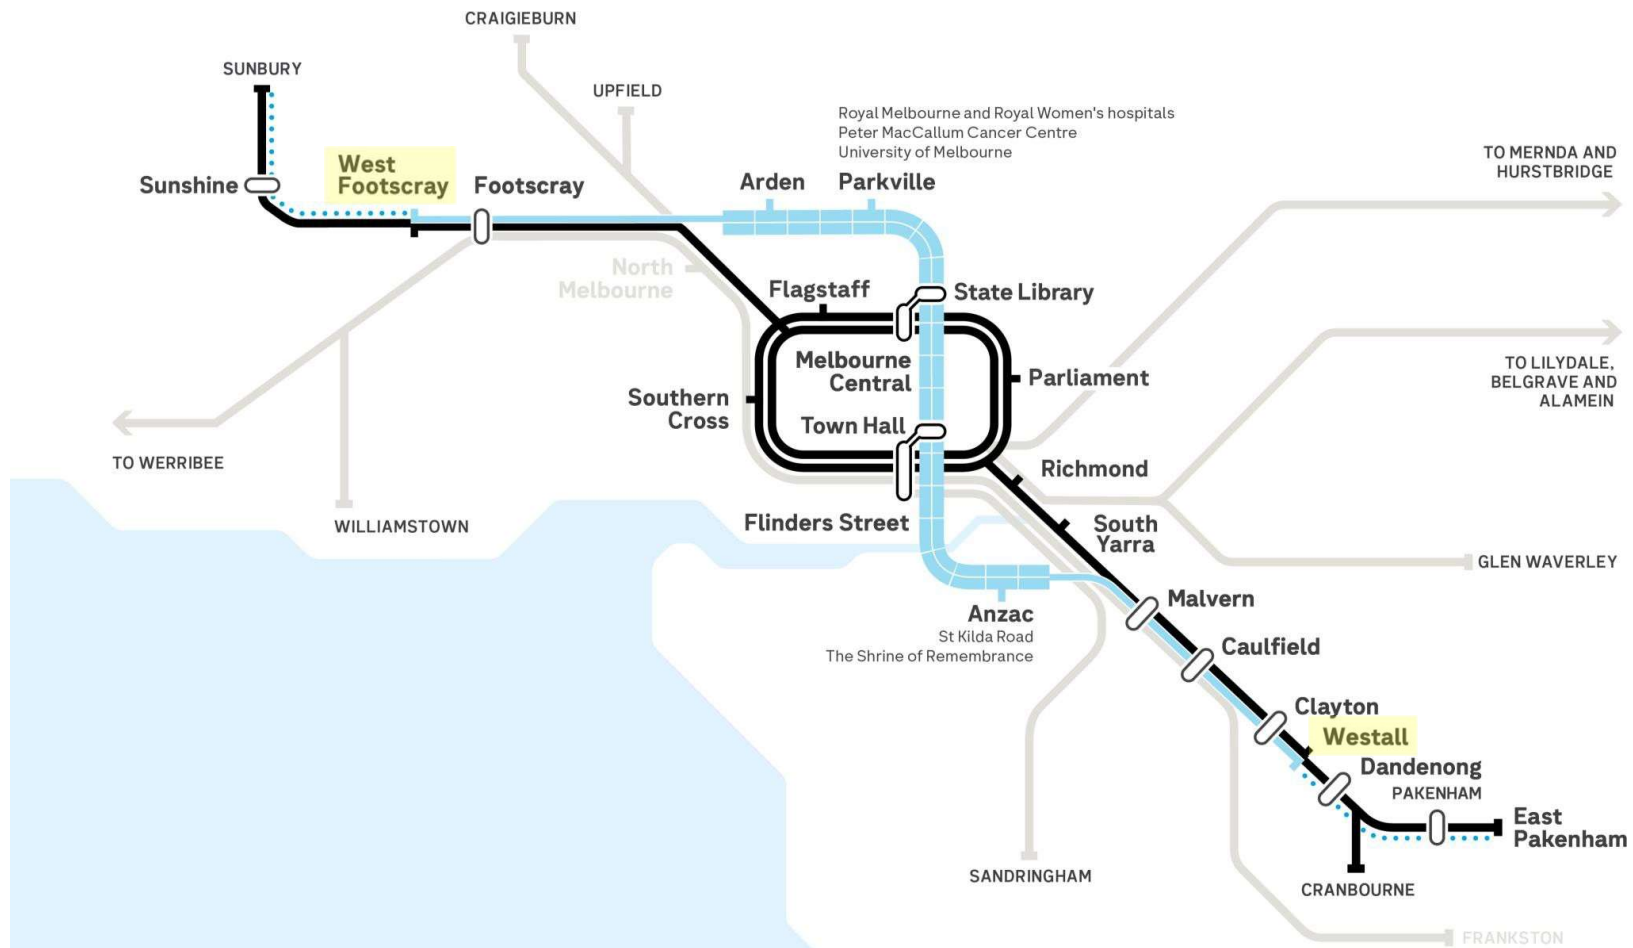 CRAIGIEBURN
SUNBURY
UPFIELD
Royal Melbourne and Royal Women's hospitals
Peter MacCallum Cancer Centre
University of Melbourne
TO MERNDA AND
HURSTBRIDGE
West
Footscray
Sunshine
Footscray
Arden
Parkville
North
Melbourne
Flagstaff
State Library
Melbourne
Central
Parliament
TO LILYDALE,
BELGRAVE AND
ALAMEIN
Southern
Cross
Town Hall
TO WERRIBEE
Richmond
WILLIAMSTOWN
Flinders Street
South
Yarra
GLEN WAVERLEY
Malvern
Anzac
St Kilda Road
The Shrine of Remembrance
Caulfield
Clayton
Westall
Dandenong
PAKENHAM
East
Pakenham
SANDRINGHAM
CRANBOURNE
FRANKSTON